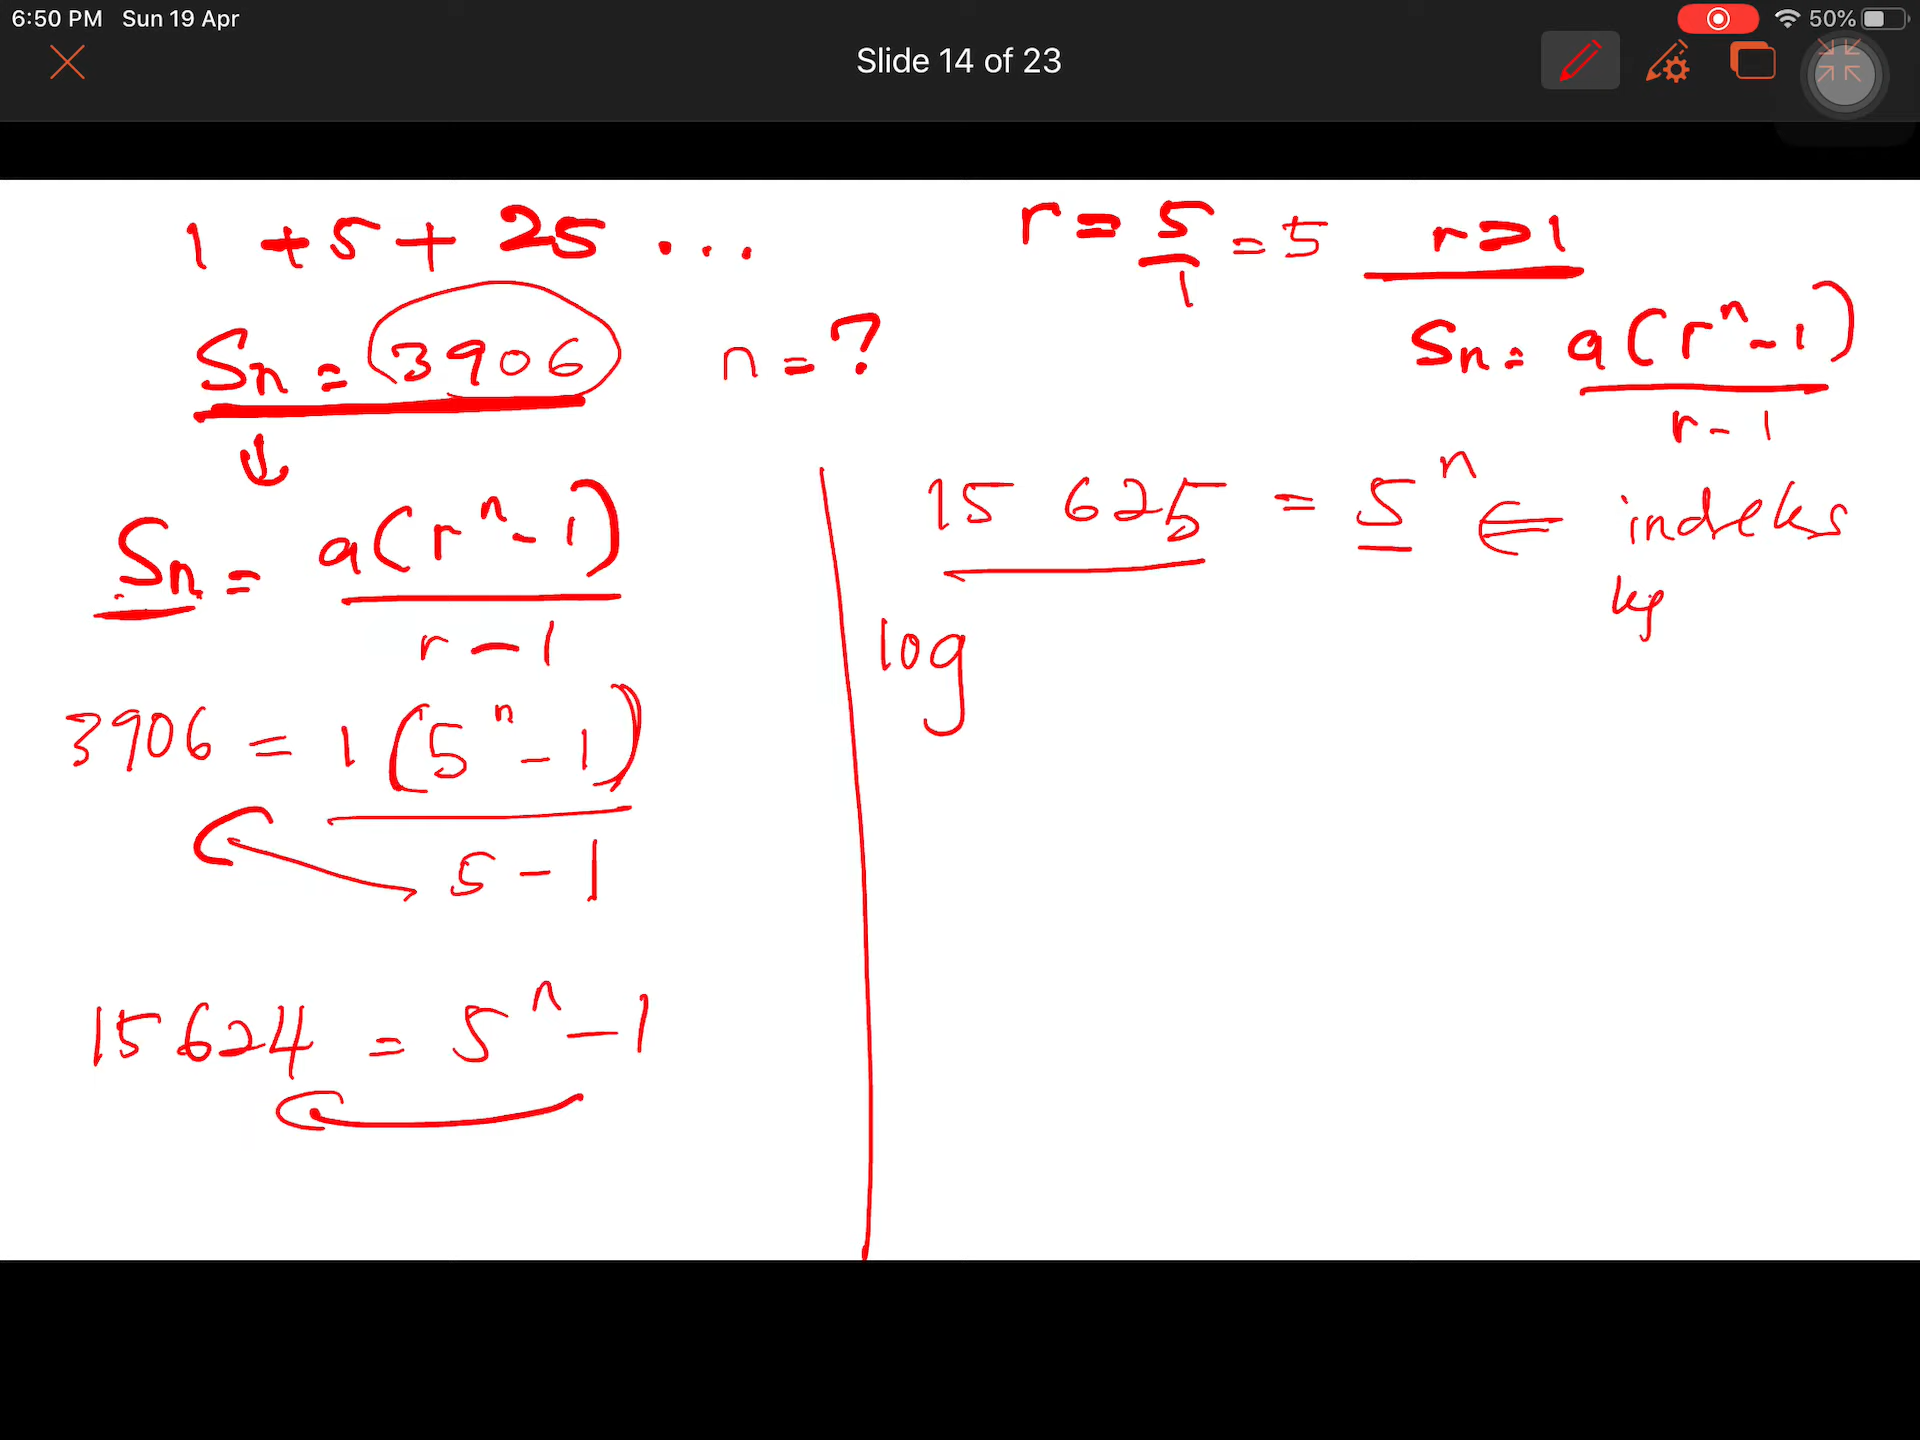 6:50 PM Sun 19 Apr
50%
Slide 14 of 23
1 + 5 + 25 ...
Sn = 3906 n = ?
Sn = a(r^n - 1)
r - 1
3906 = 1(5^n - 1)
5 - 1
15624 = 5^n - 1
r = 5/1 = 5 r > 1
Sn = a(r^n - 1)
r - 1
15 625 = 5^n ⇐ indeks
log